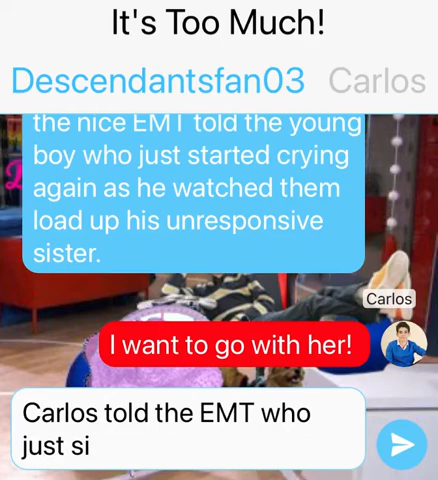 It's Too Much!
Descendantsfan03 Carlos
the nice EMT told the young
boy who just started crying
again as he watched them
load up his unresponsive
sister.
Carlos
I want to go with her!
Carlos told the EMT who
just si